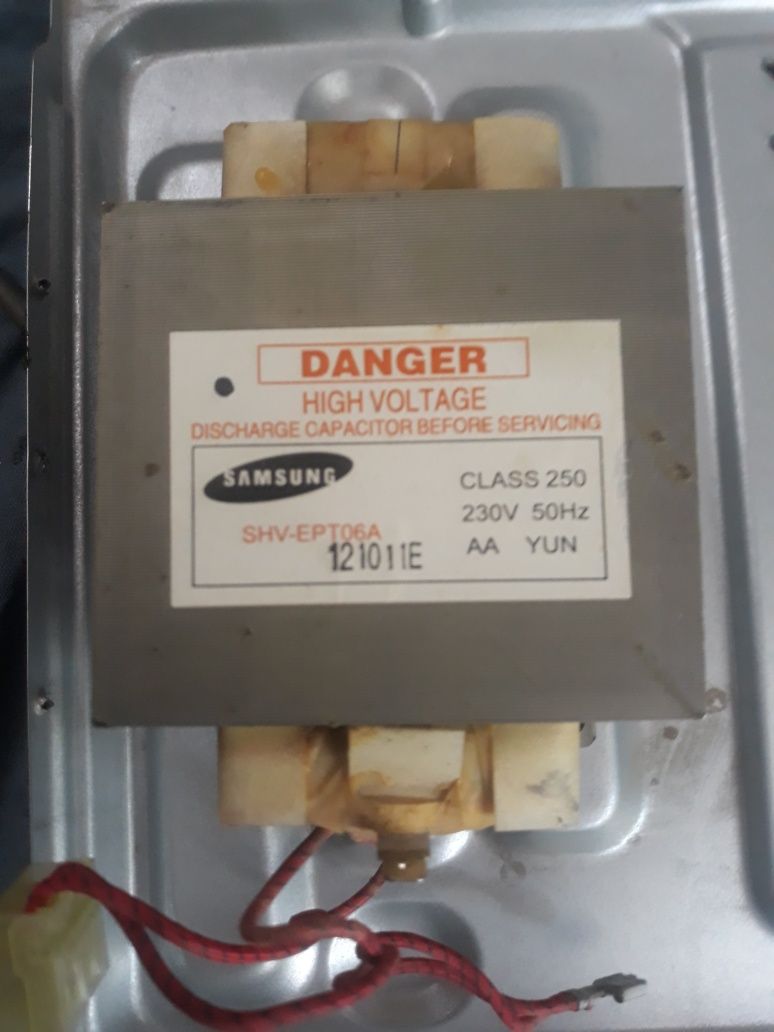 DANGER
HIGH VOLTAGE
DISCHARGE CAPACITOR BEFORE SERVICING
SAMSUNG
CLASS 250
230V 50Hz
SHV-EPT06A
AA YUN
121011E